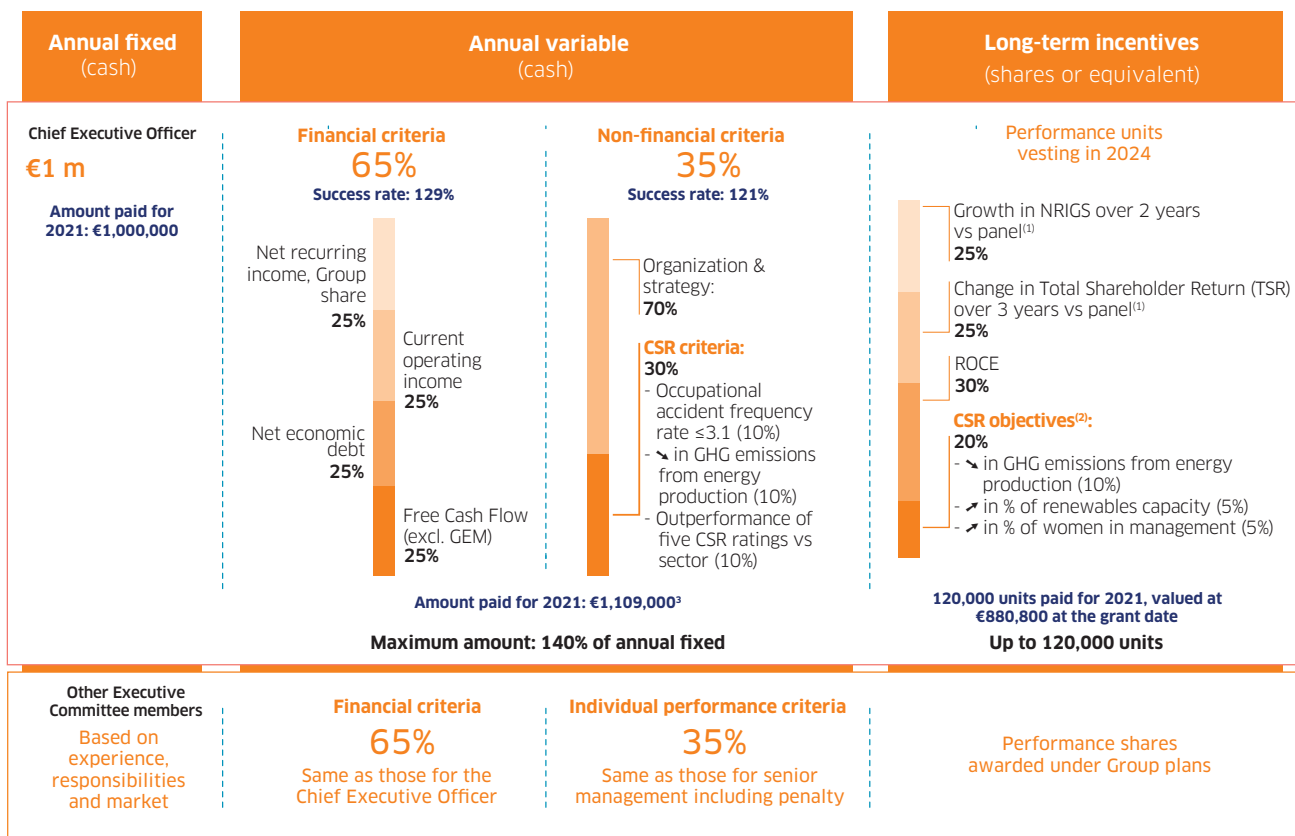 Annual fixed
(cash)
Annual variable
(cash)
Long-term incentives
(shares or equivalent)
Chief Executive Officer
€1 m
Amount paid for
2021: €1,000,000
Financial criteria
65%
Success rate: 129%
Net recurring
income, Group
share
25%
Current
operating
income
25%
Net economic
debt
25%
Free Cash Flow
(excl. GEM)
25%
Non-financial criteria
35%
Success rate: 121%
Organization &
strategy:
70%
CSR criteria:
30%
- Occupational
accident frequency
rate ≤3.1 (10%)
- ↘ in GHG emissions
from energy
production (10%)
- Outperformance of
five CSR ratings vs
sector (10%)
Amount paid for 2021: €1,109,000³
Maximum amount: 140% of annual fixed
Performance units
vesting in 2024
Growth in NRIGS over 2 years
vs panel⁽¹⁾
25%
Change in Total Shareholder Return (TSR)
over 3 years vs panel⁽¹⁾
25%
ROCE
30%
CSR objectives⁽²⁾:
20%
- ↘ in GHG emissions from energy
production (10%)
- ↗ in % of renewables capacity (5%)
- ↗ in % of women in management (5%)
120,000 units paid for 2021, valued at
€880,800 at the grant date
Up to 120,000 units
Other Executive
Committee members
Based on
experience,
responsibilities
and market
Financial criteria
65%
Same as those for the
Chief Executive Officer
Individual performance criteria
35%
Same as those for senior
management including penalty
Performance shares
awarded under Group plans